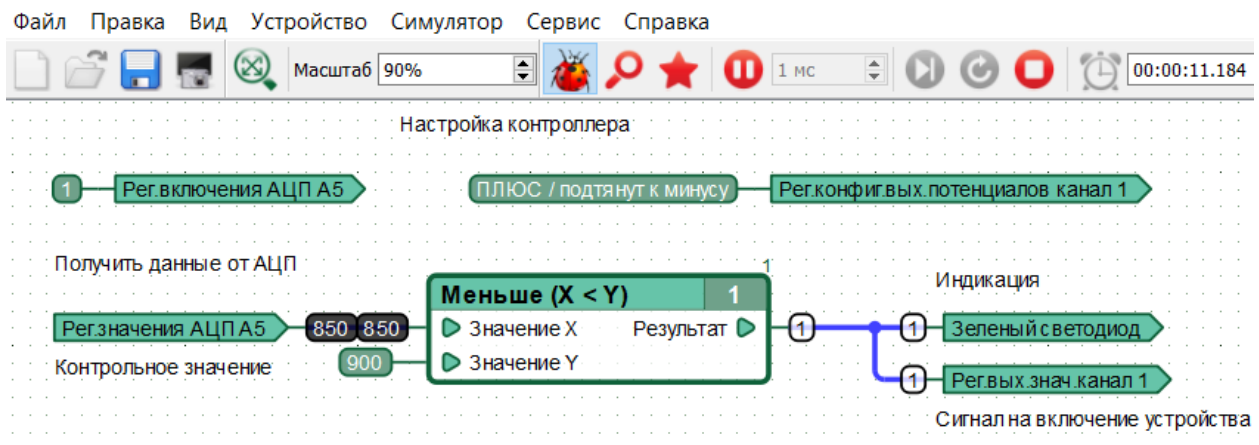 Файл Правка Вид Устройство Симулятор Сервис Справка
Масштаб 90% 1 мс 00:00:11.184
Настройка контроллера
1 Рег.включения АЦП A5 ПЛЮС / подтянут к минусу Рег.конфиг.вых.потенциалов канал 1
Получить данные от АЦП
1
Индикация
Меньше (X < Y) 1
Рег.значения АЦП A5 850 850 Значение X Результат 1 1 Зеленый светодиод
Контрольное значение 900 Значение Y
1 Рег.вых.знач.канал 1
Сигнал на включение устройства